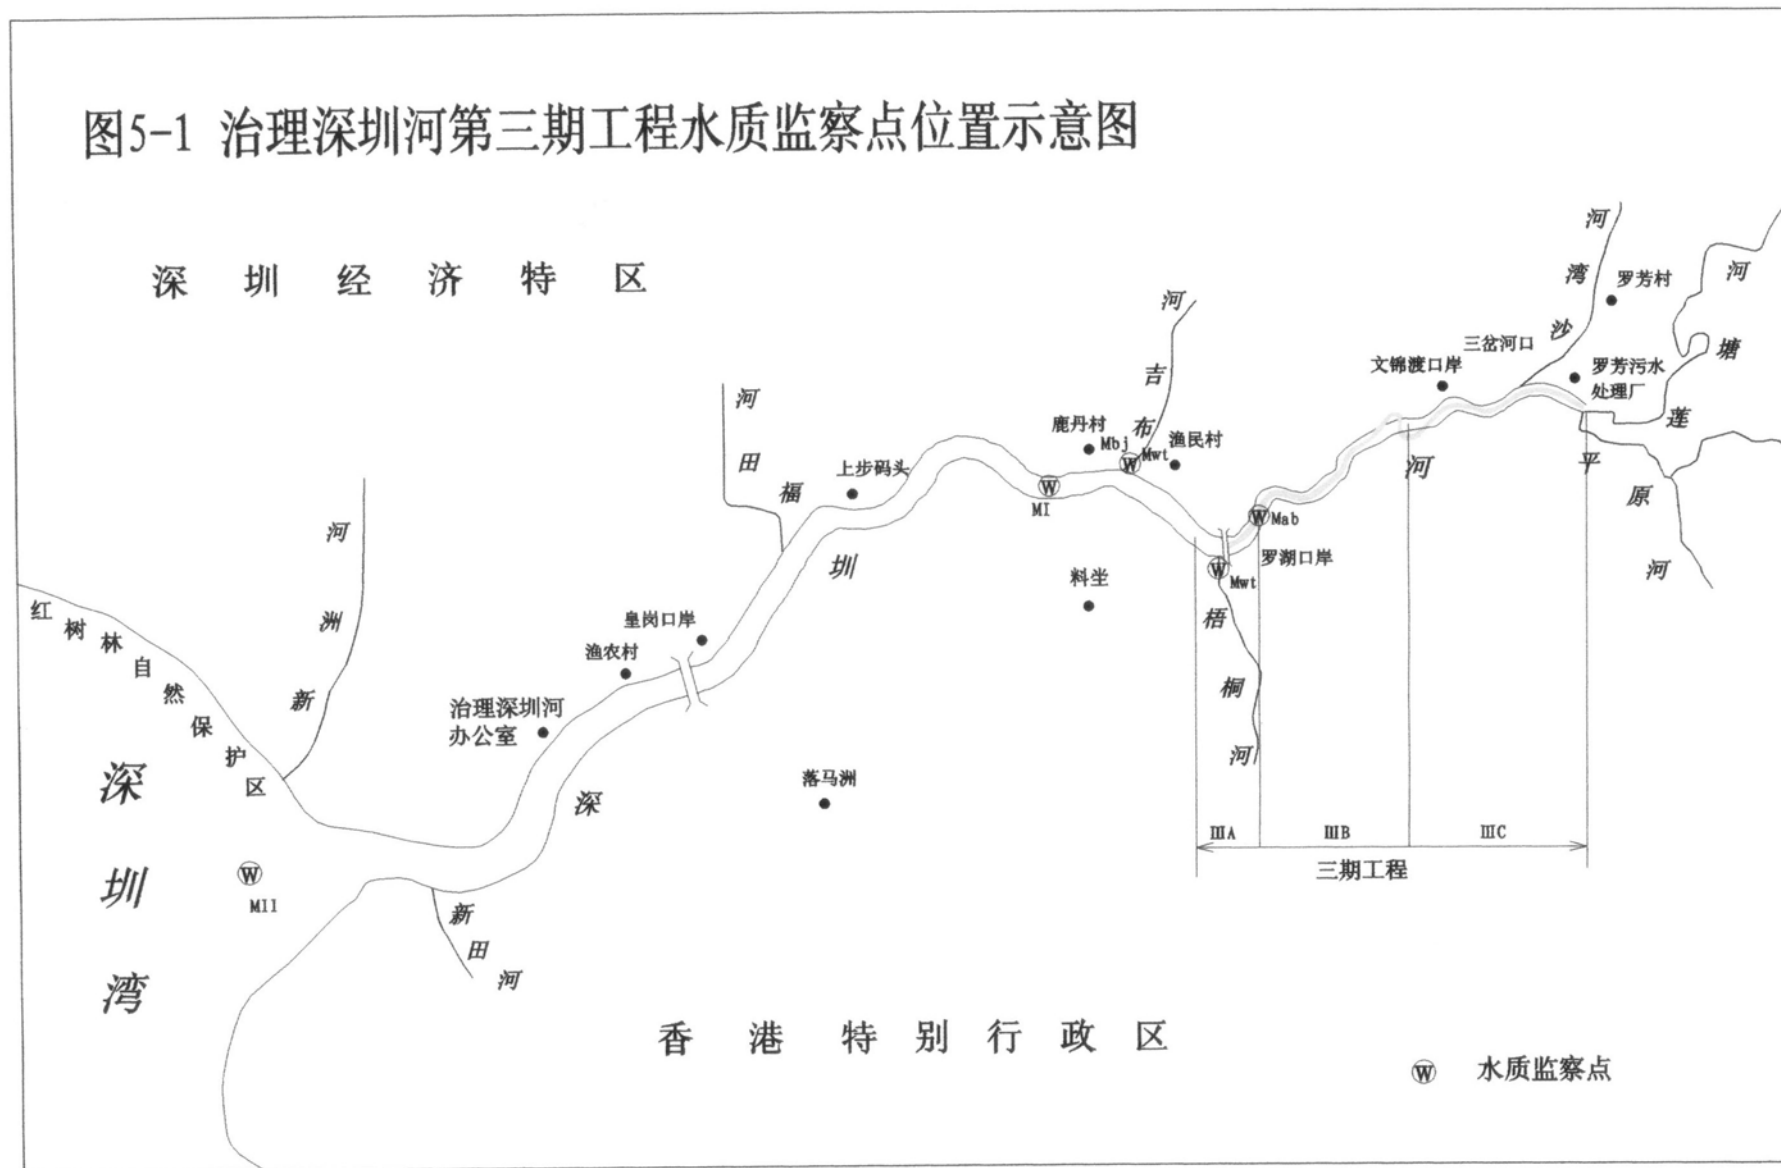 图5-1 治理深圳河第三期工程水质监察点位置示意图
深圳经济特区
河湾沙
罗芳村
河塘莲
三岔河口
文锦渡口岸
罗芳污水
处理厂
河吉布
河田福
鹿丹村
Mbj
Mwt
渔民村
上步码头
MI
Mab
罗湖口岸
Mwt
河
平原河
圳
料坐
梧桐河
河洲新
红树林自然保护区
皇岗口岸
渔农村
治理深圳河
办公室
深
落马洲
深圳湾
W
M11
新田河
ⅢA
ⅢB
ⅢC
三期工程
香港特别行政区
W 水质监察点